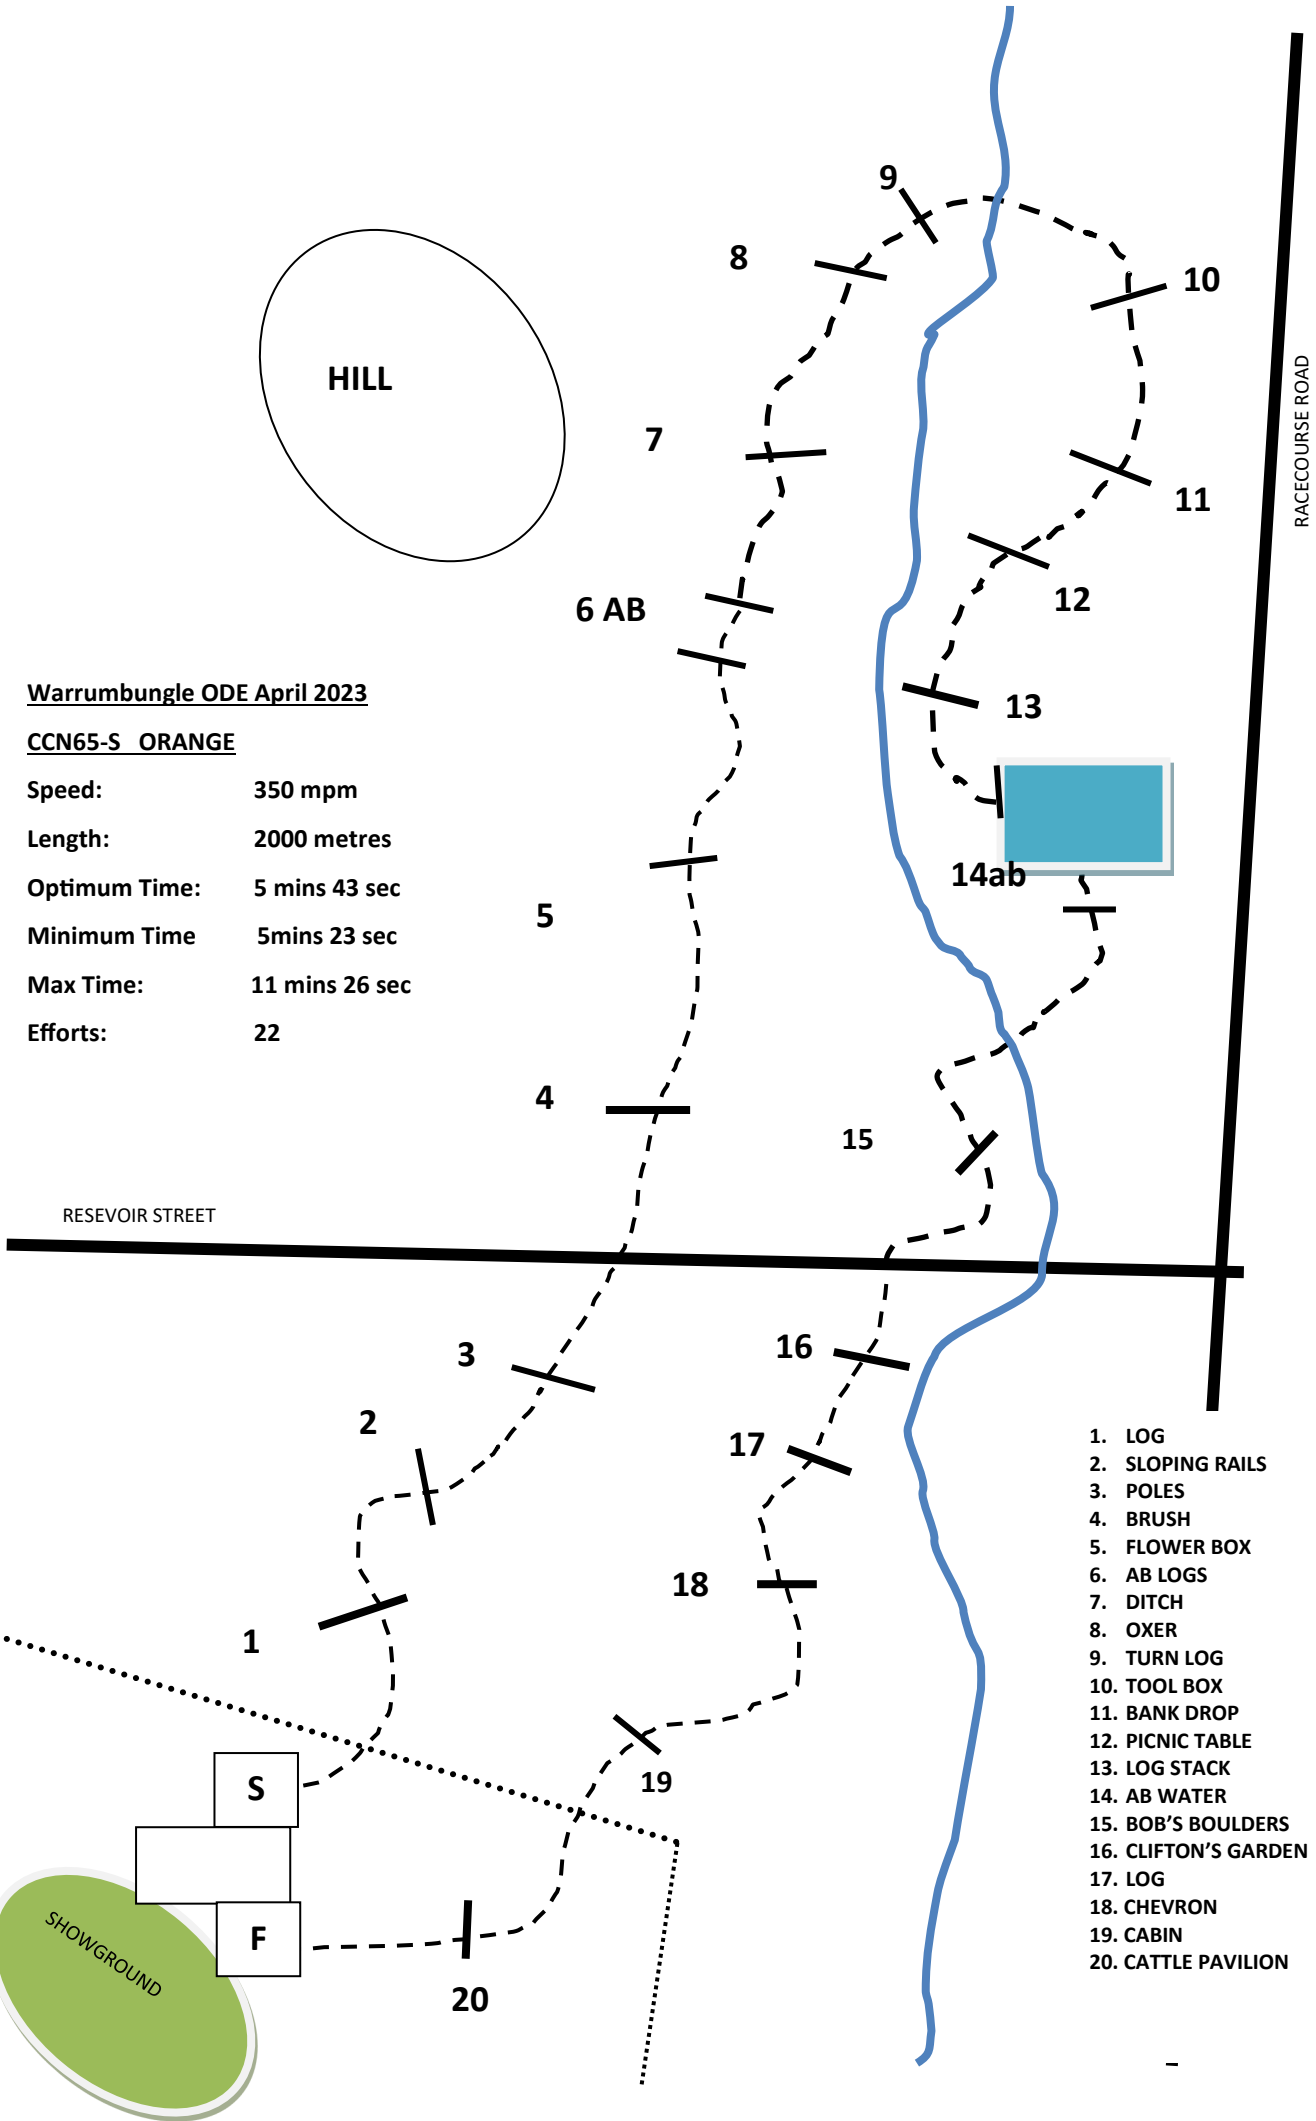 9
8
10
HILL
RACECOURSE ROAD
7
11
12
6 AB
13
Warrumbungle ODE April 2023
CCN65-S ORANGE
Speed: 350 mpm
Length: 2000 metres
Optimum Time: 5 mins 43 sec
Minimum Time 5mins 23 sec
Max Time: 11 mins 26 sec
Efforts: 22
14ab
5
4
15
RESEVOIR STREET
16
3
2
17
18
1
19
S
F
SHOWGROUND
20
1. LOG
2. SLOPING RAILS
3. POLES
4. BRUSH
5. FLOWER BOX
6. AB LOGS
7. DITCH
8. OXER
9. TURN LOG
10. TOOL BOX
11. BANK DROP
12. PICNIC TABLE
13. LOG STACK
14. AB WATER
15. BOB’S BOULDERS
16. CLIFTON’S GARDEN
17. LOG
18. CHEVRON
19. CABIN
20. CATTLE PAVILION